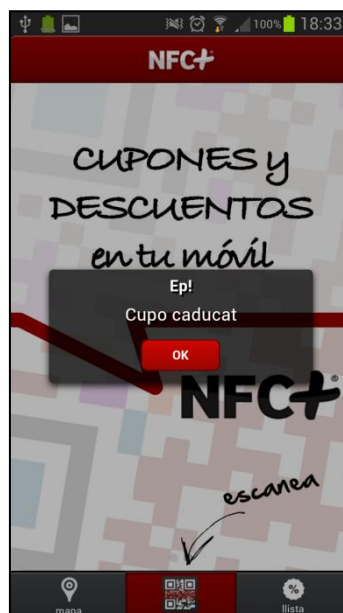 100% 18:33
NFC+
CUPONES y
DESCUENTOS
en tu móvil
Ep!
Cupo caducat
OK
NFC+®
escanea
mapa
llista